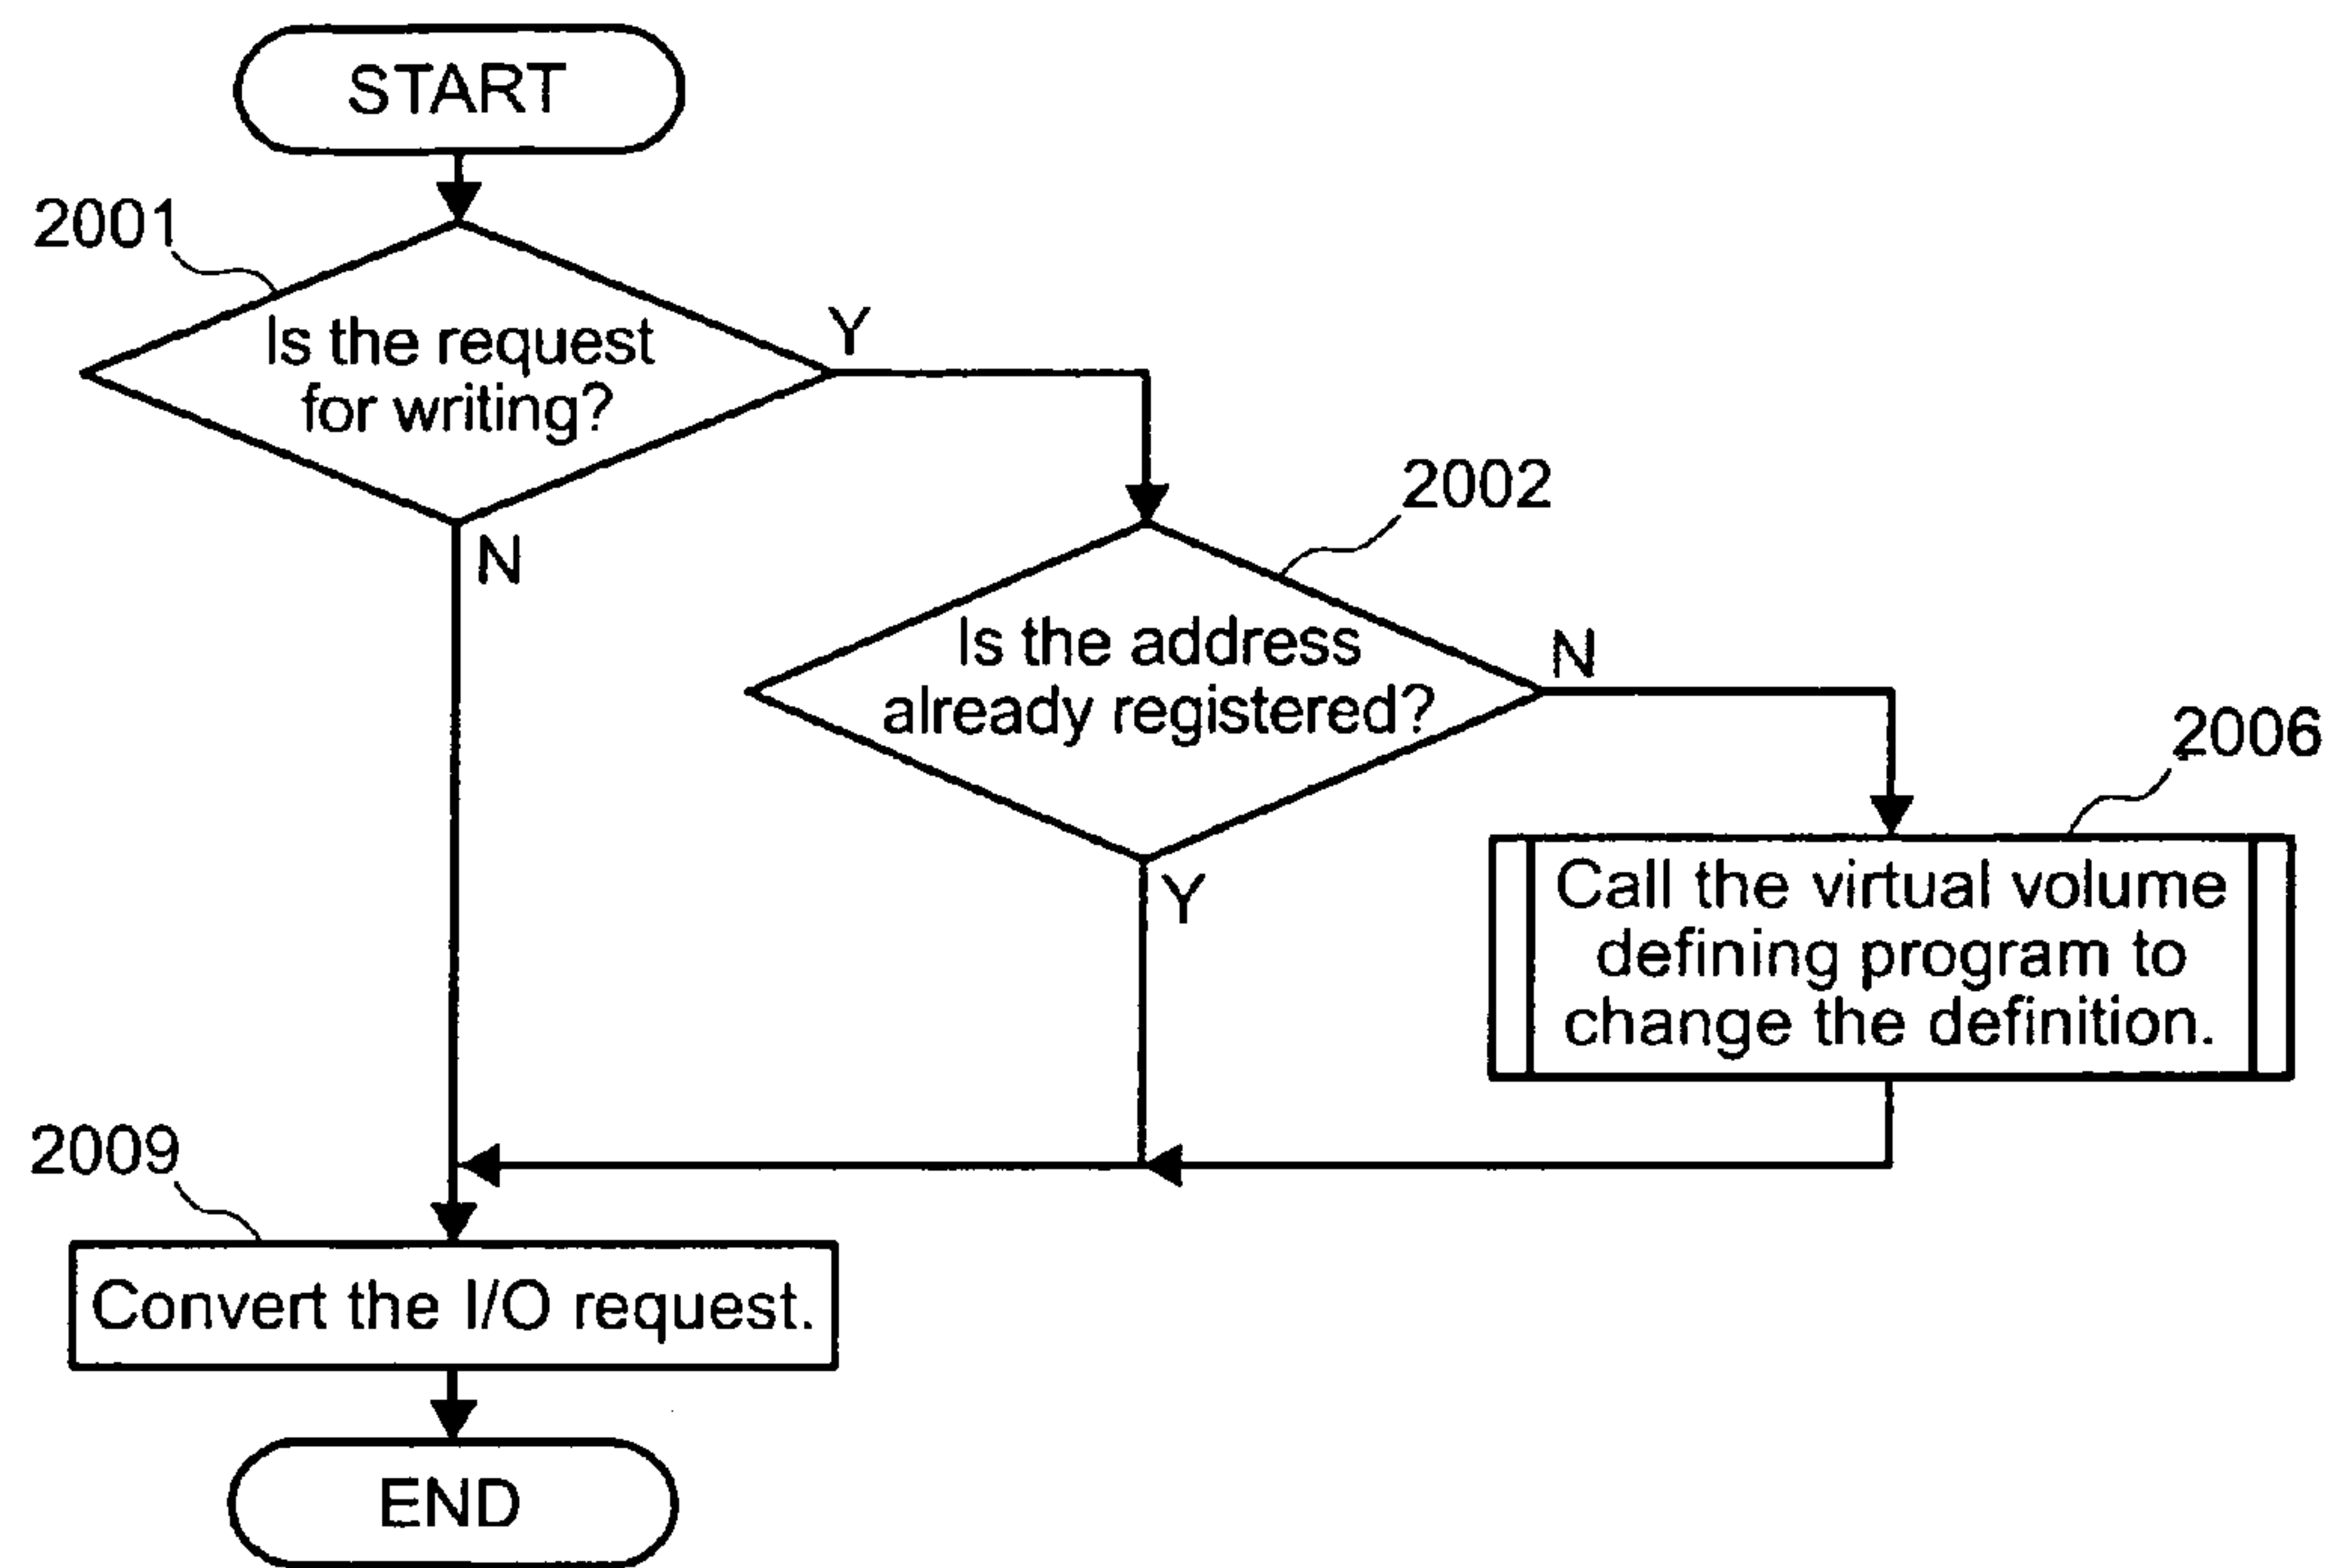 START
2001
Is the request
for writing?
Y
N
2002
Is the address
already registered?
N
Y
2006
Call the virtual volume
defining program to
change the definition.
2009
Convert the I/O request.
END